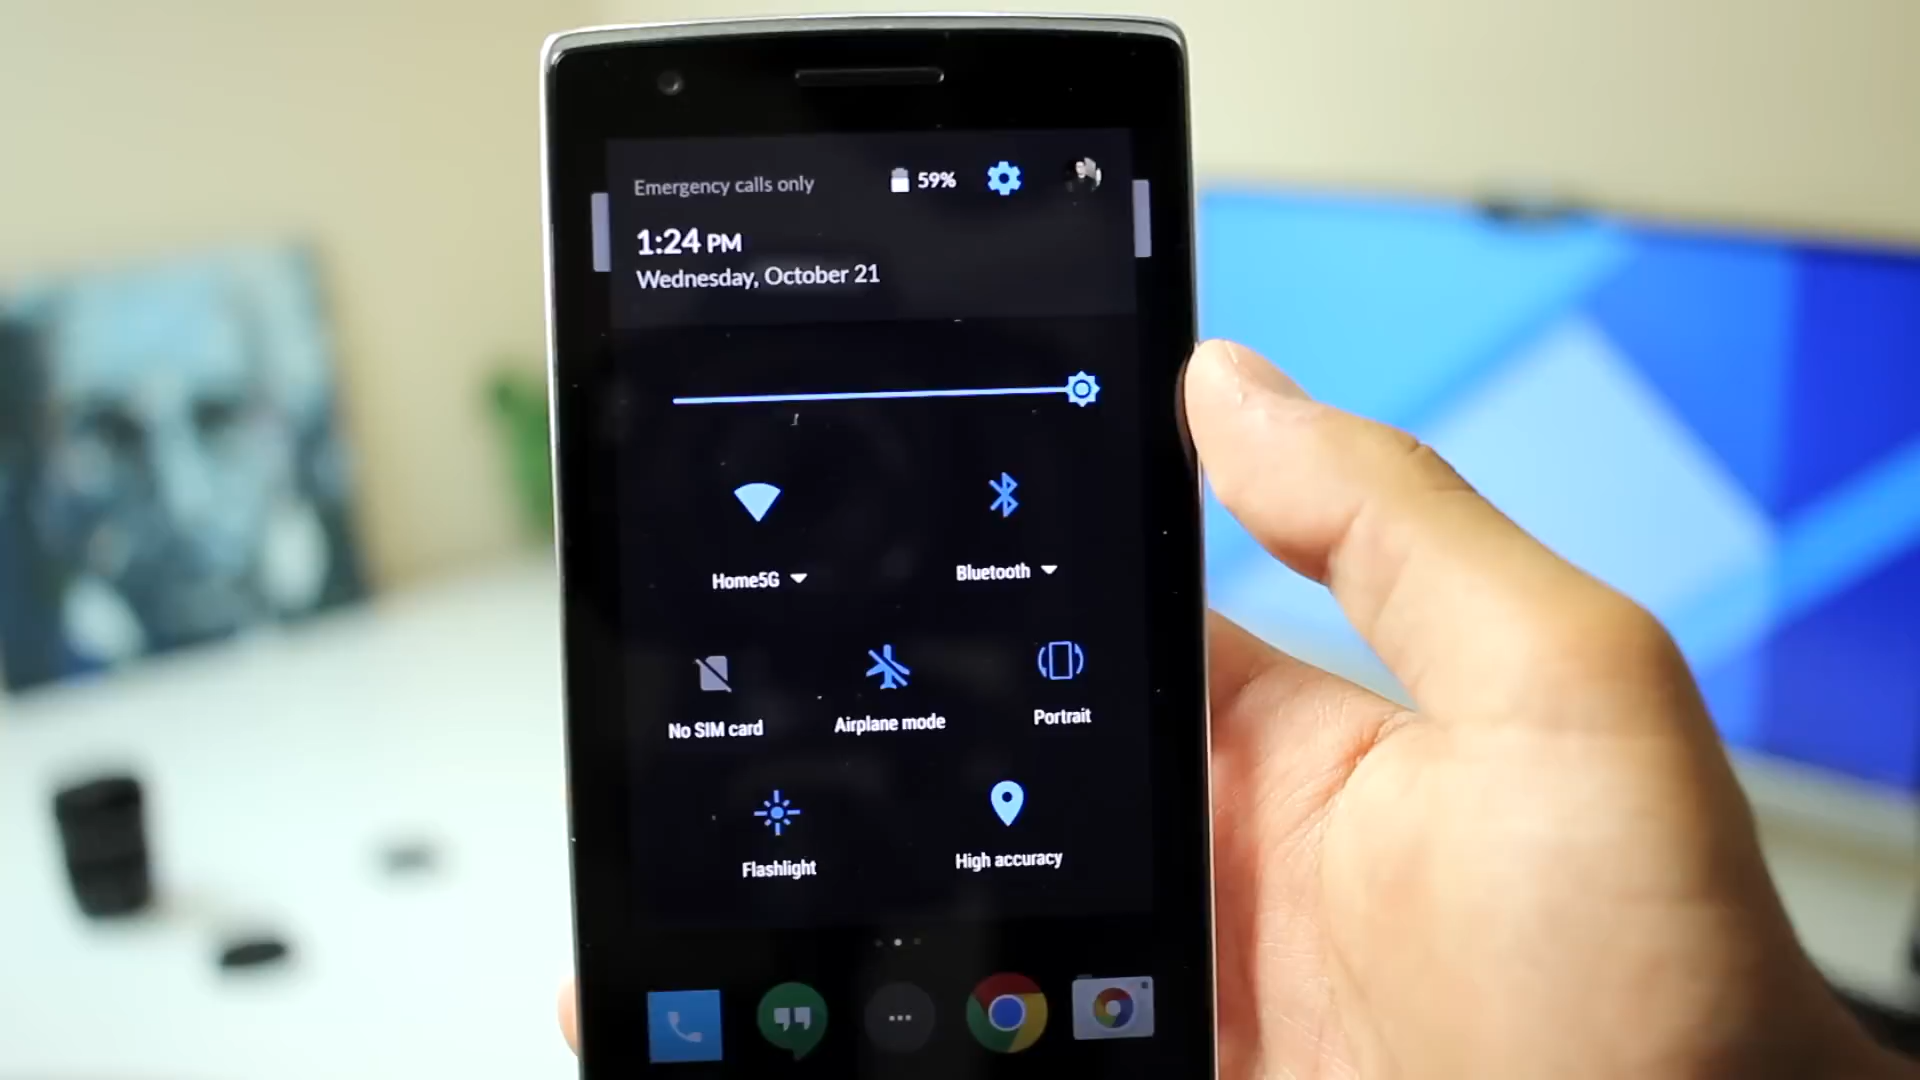 Emergency calls only 59%
1:24 PM
Wednesday, October 21
Home5G Bluetooth
No SIM card Airplane mode Portrait
Flashlight High accuracy